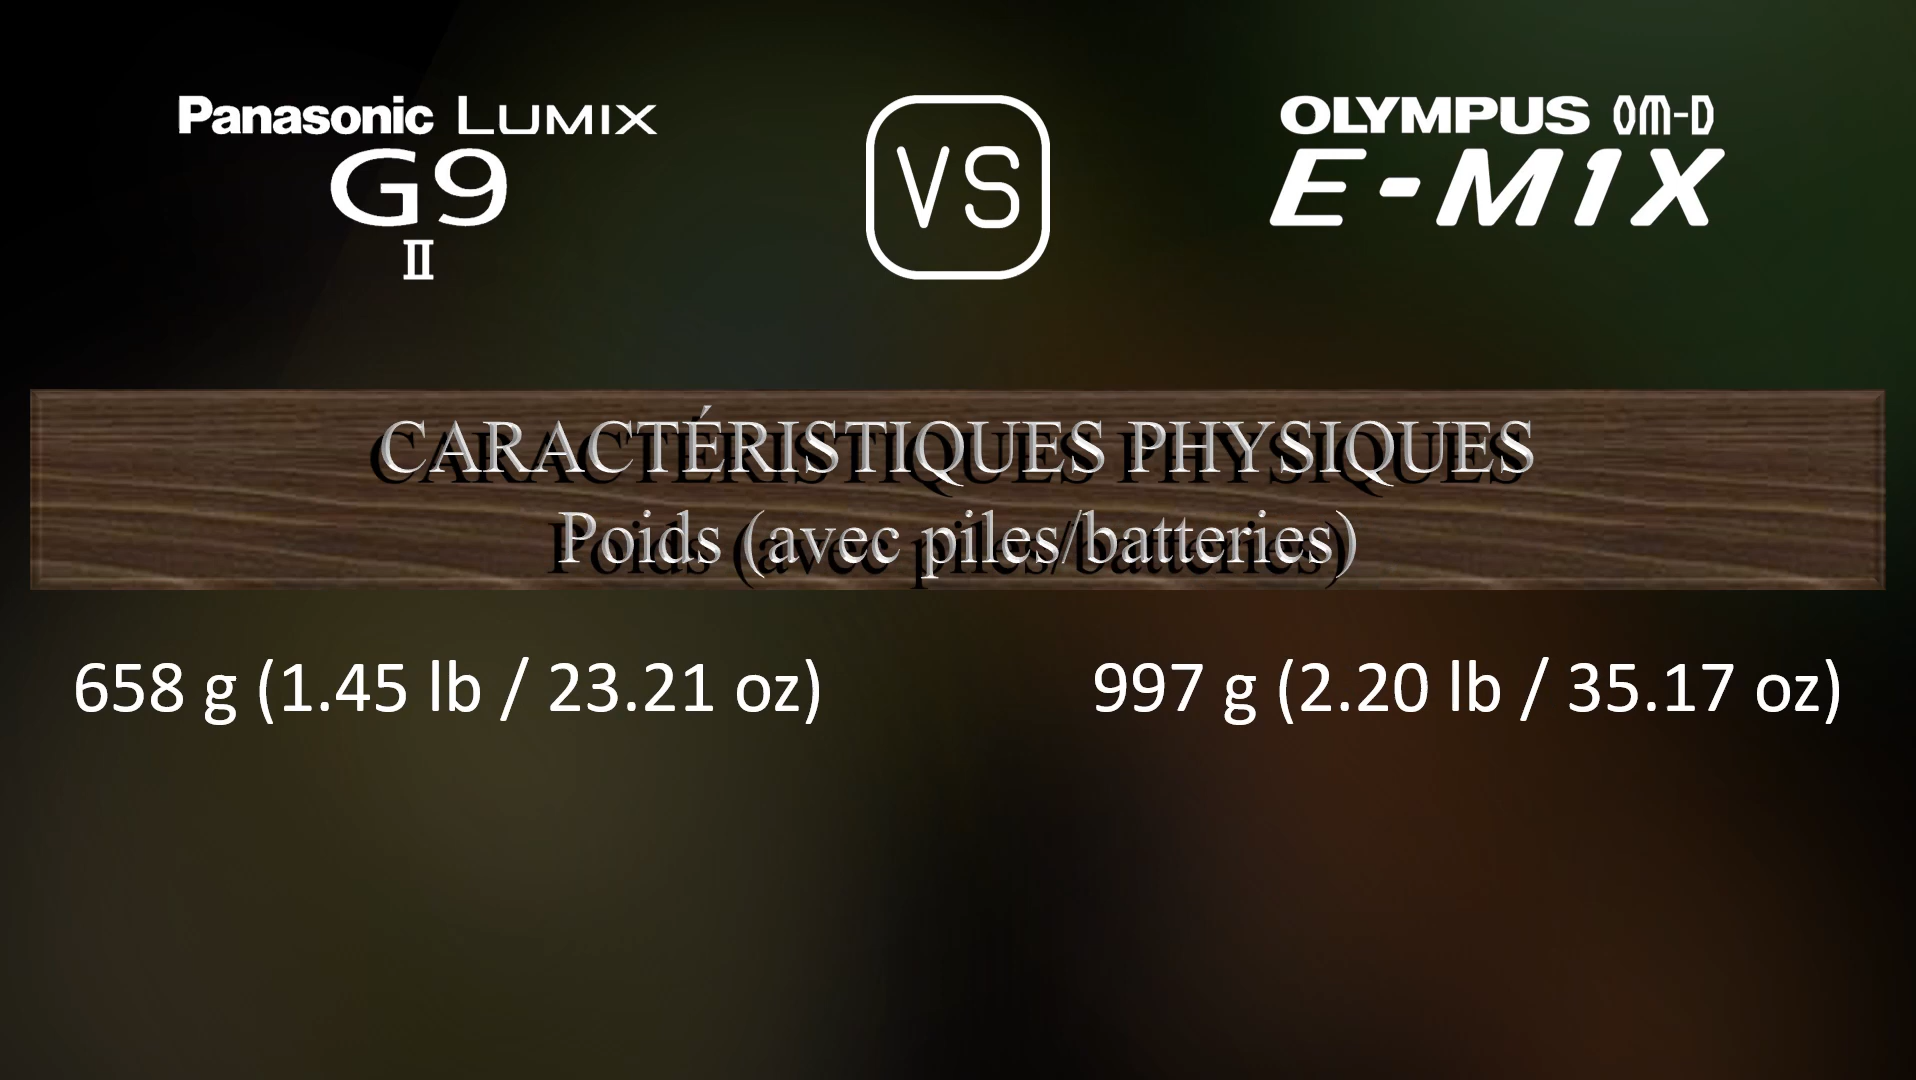 Panasonic LUMIX
G9
II
VS
OLYMPUS OM-D
E-M1X
CARACTÉRISTIQUES PHYSIQUES
Poids (avec piles/batteries)
658 g (1.45 lb / 23.21 oz)
997 g (2.20 lb / 35.17 oz)